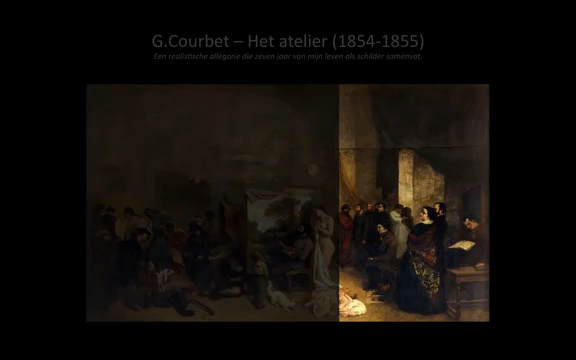 G.Courbet – Het atelier (1854-1855)
Een realistische allegorie die zeven jaar van mijn leven als schilder samenvat